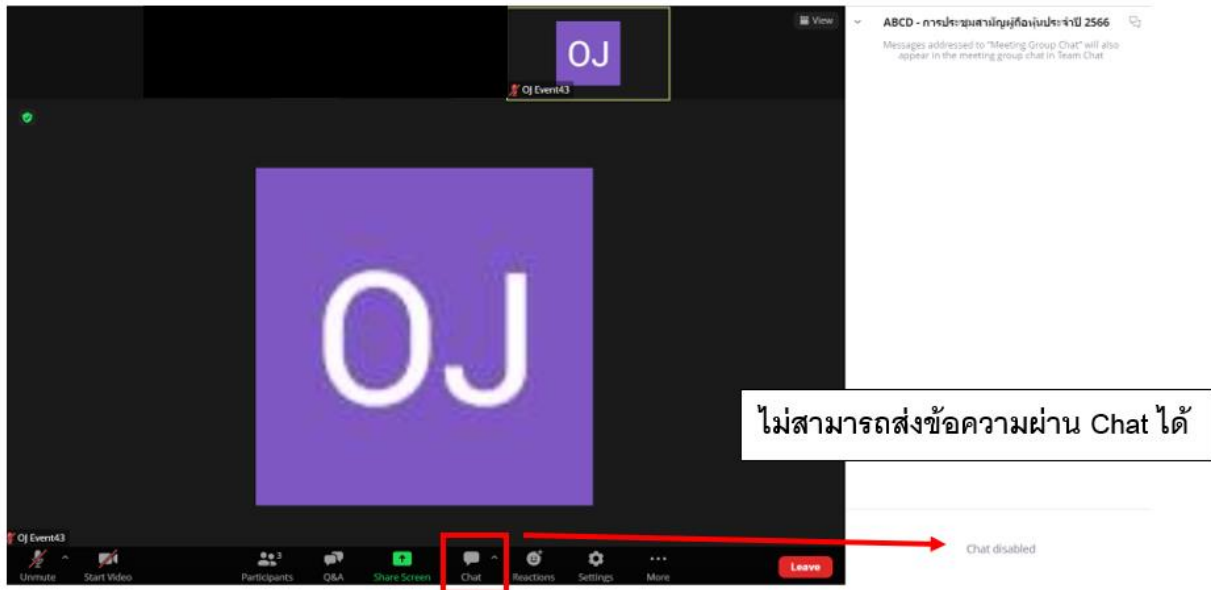 OJ
OJ Event43
View
ABCD - การประชุมสามัญผู้ถือหุ้นประจำปี 2566
Messages addressed to "Meeting Group Chat" will also
appear in the meeting group chat in Team Chat
OJ
ไม่สามารถส่งข้อความผ่าน Chat ได้
OJ Event43
Chat disabled
Unmute Start Video 3 Participants Q&A Share Screen Chat Reactions Settings More Leave